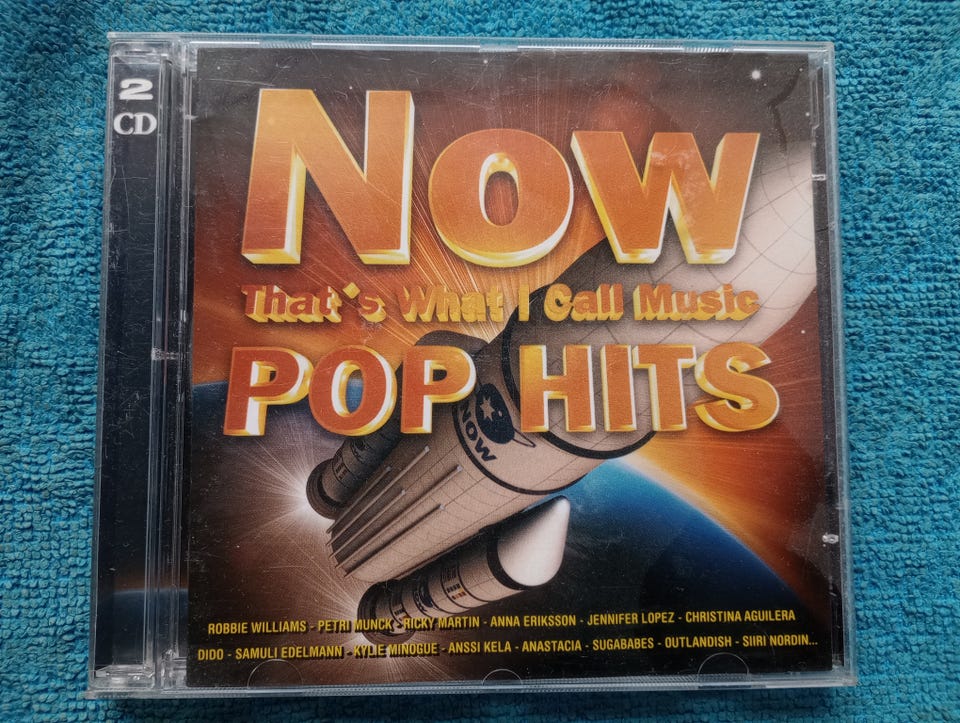 2
CD
NOW
That's What I Call Music
POP HITS
NOW
ROBBIE WILLIAMS - PETRI MUNCK - RICKY MARTIN - ANNA ERIKSSON - JENNIFER LOPEZ - CHRISTINA AGUILERA
DIDO - SAMULI EDELMANN - KYLIE MINOGUE - ANSSI KELA - ANASTACIA - SUGABABES - OUTLANDISH - SIIRI NORDIN...